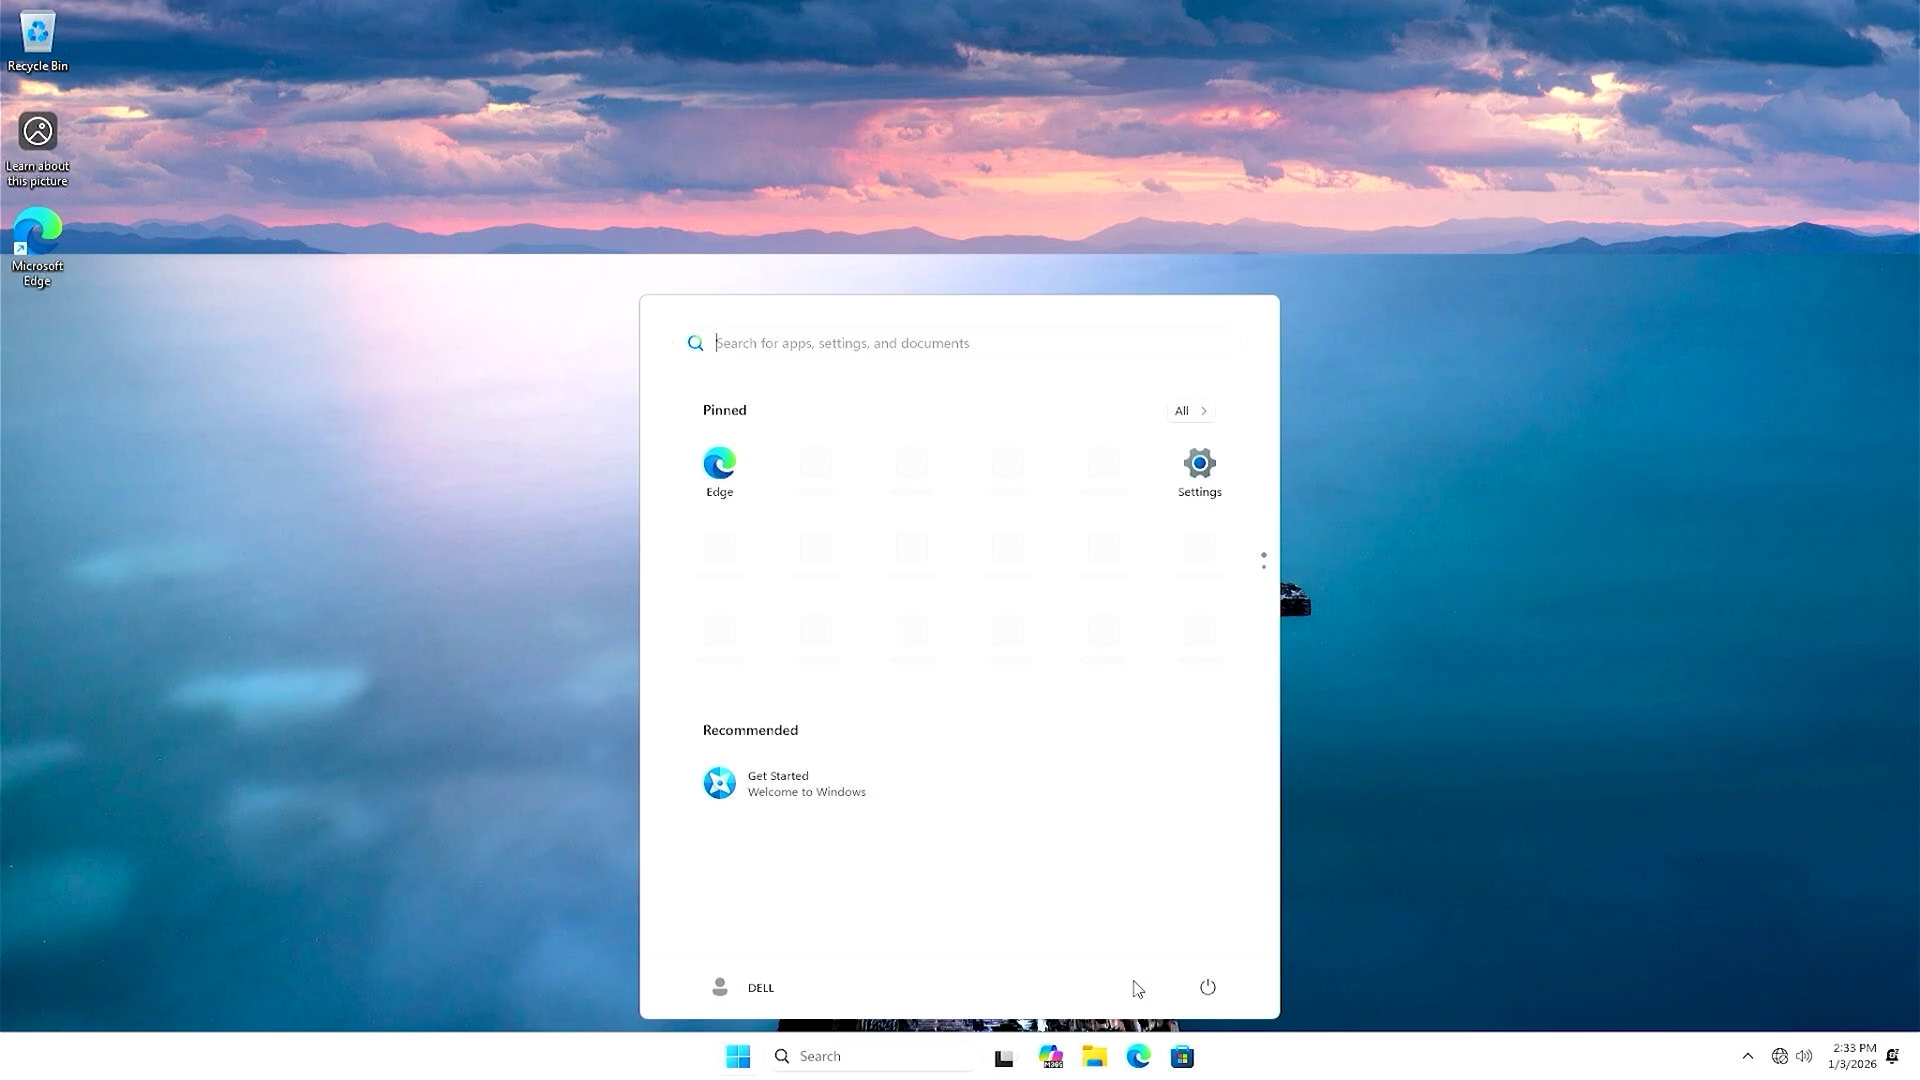 Recycle Bin
Learn about
this picture
Microsoft
Edge
Search for apps, settings, and documents
Pinned
All
Edge
Settings
Recommended
Get Started
Welcome to Windows
DELL
Search
M365
2:33 PM
1/3/2026